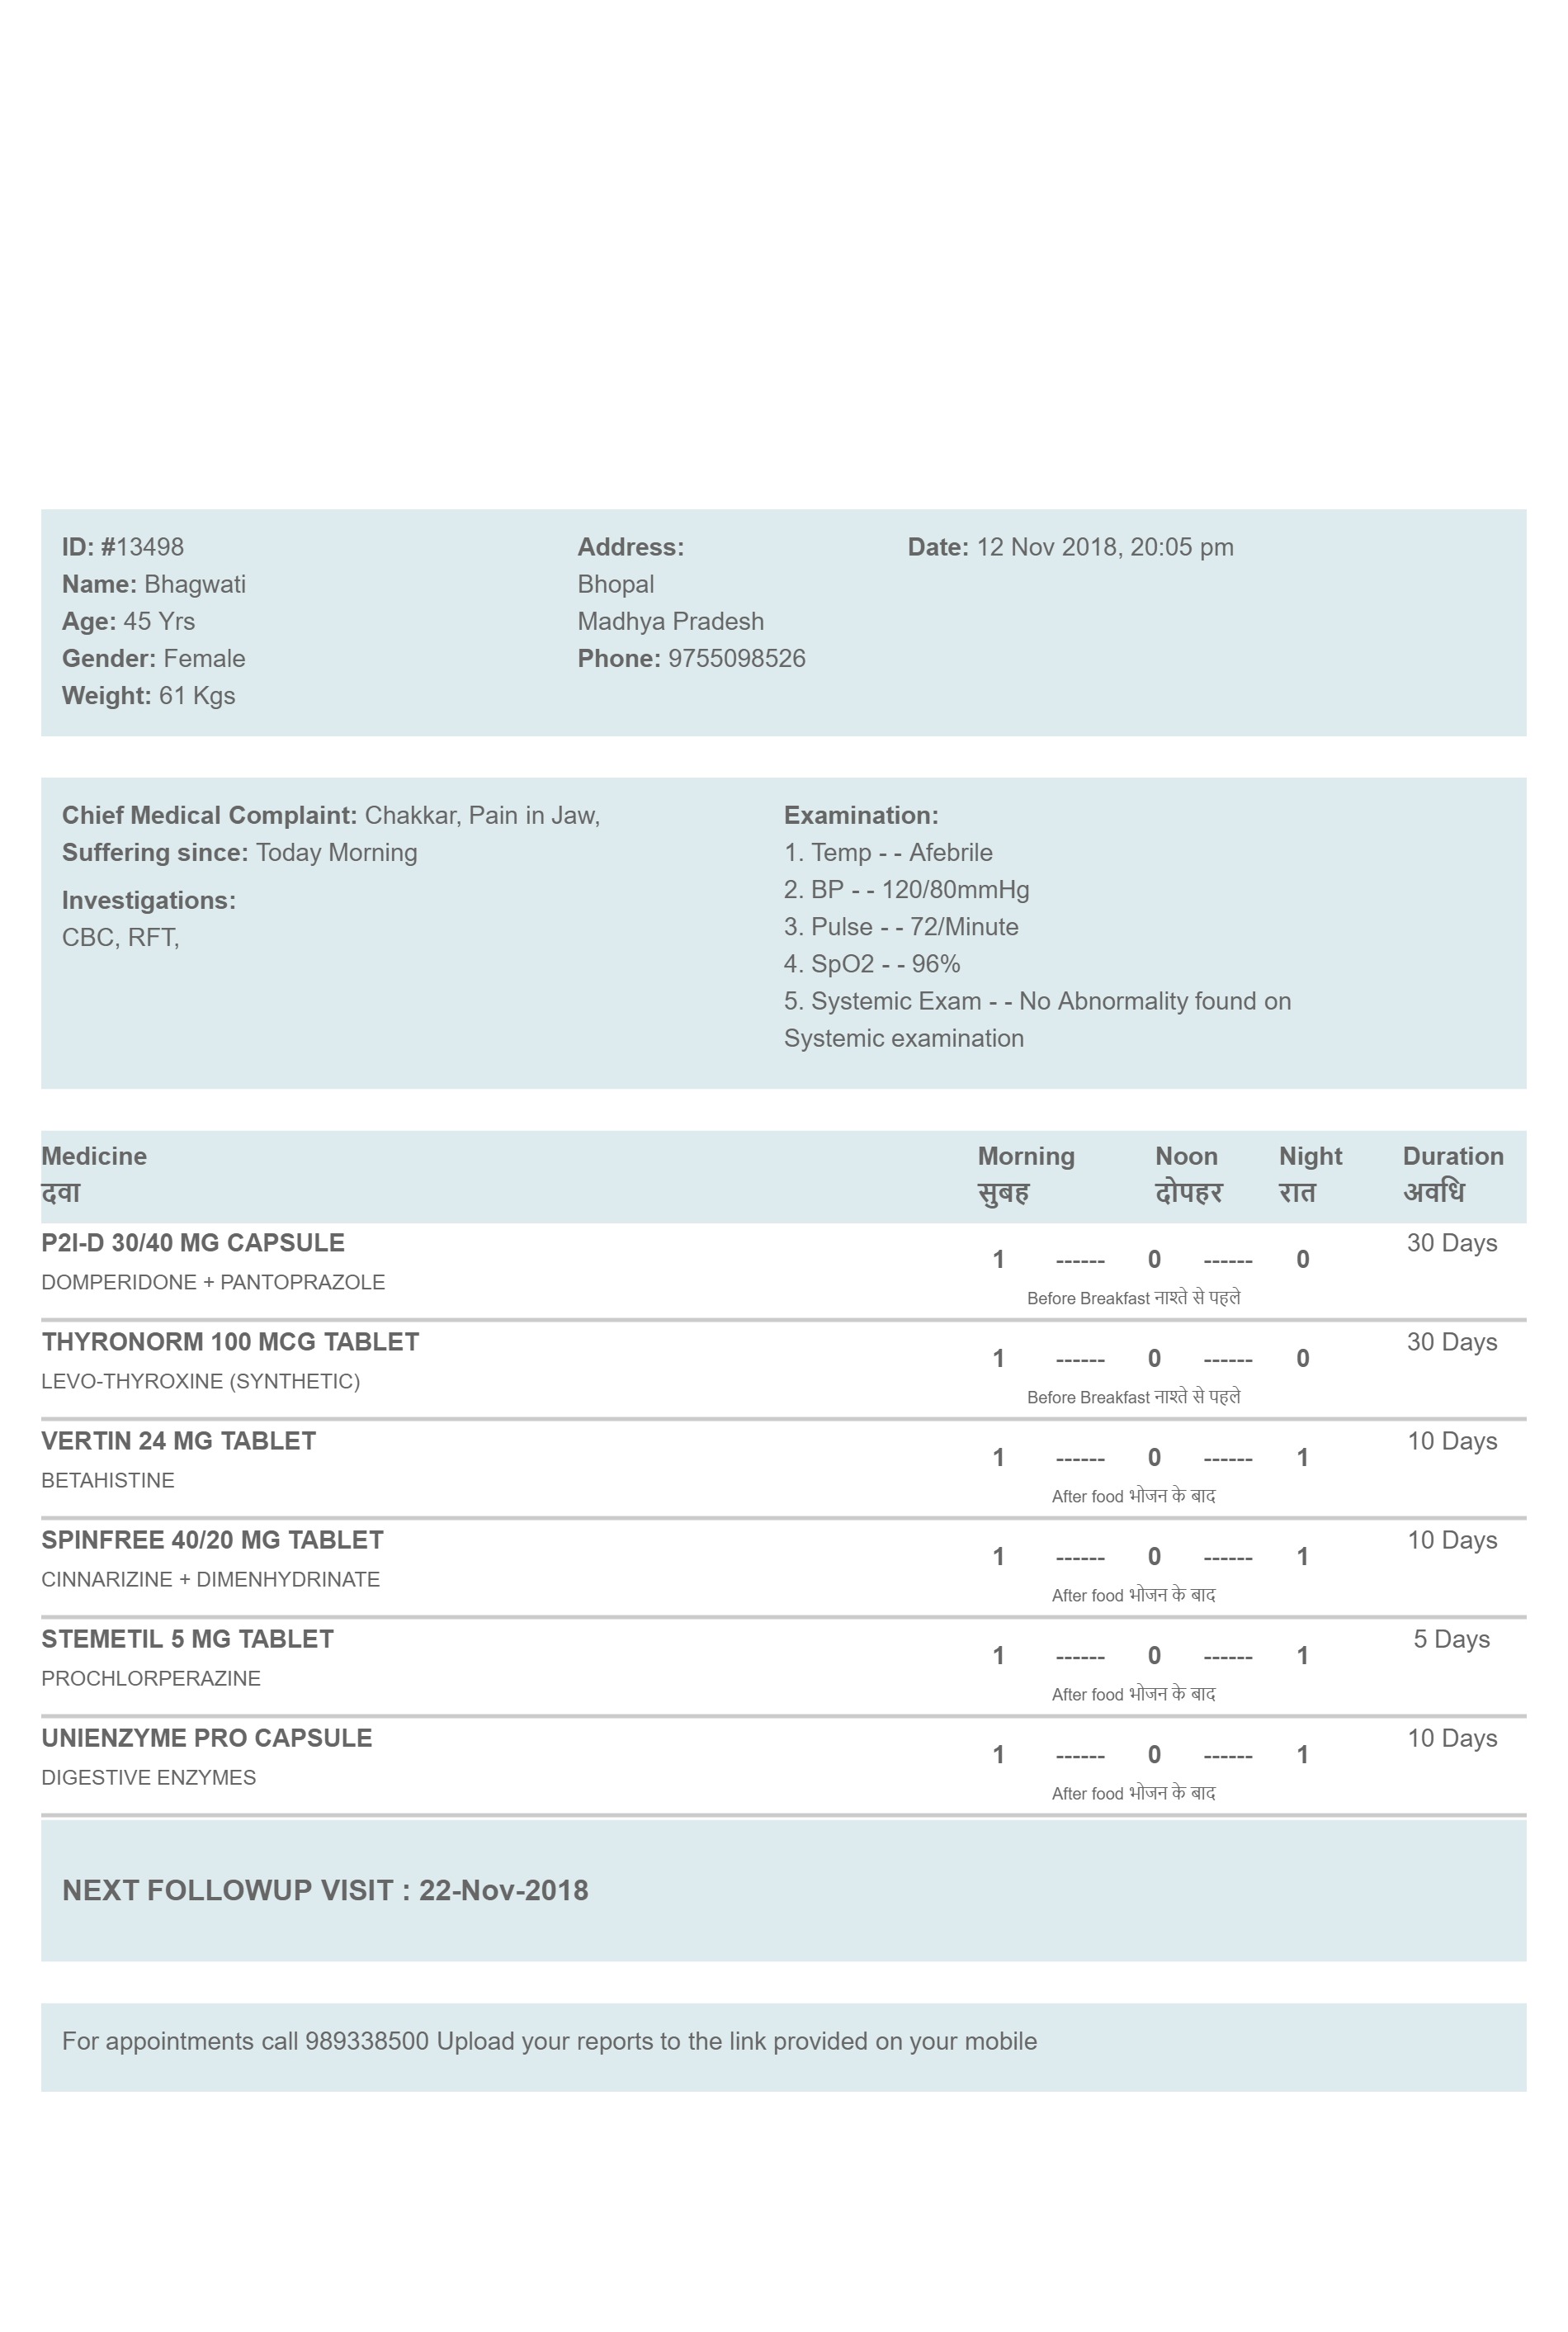 ID: #13498
Name: Bhagwati
Age: 45 Yrs
Gender: Female
Weight: 61 Kgs
Address:
Bhopal
Madhya Pradesh
Phone: 9755098526
Date: 12 Nov 2018, 20:05 pm
Chief Medical Complaint: Chakkar, Pain in Jaw,
Suffering since: Today Morning
Investigations:
CBC, RFT,
Examination:
1. Temp - - Afebrile
2. BP - - 120/80mmHg
3. Pulse - - 72/Minute
4. SpO2 - - 96%
5. Systemic Exam - - No Abnormality found on
Systemic examination
Medicine Morning Noon Night Duration
दवा सुबह दोपहर रात अवधि
P2I-D 30/40 MG CAPSULE 1 ------ 0 ------ 0 30 Days
DOMPERIDONE + PANTOPRAZOLE
Before Breakfast नाश्ते से पहले
THYRONORM 100 MCG TABLET 1 ------ 0 ------ 0 30 Days
LEVO-THYROXINE (SYNTHETIC)
Before Breakfast नाश्ते से पहले
VERTIN 24 MG TABLET 1 ------ 0 ------ 1 10 Days
BETAHISTINE
After food भोजन के बाद
SPINFREE 40/20 MG TABLET 1 ------ 0 ------ 1 10 Days
CINNARIZINE + DIMENHYDRINATE
After food भोजन के बाद
STEMETIL 5 MG TABLET 1 ------ 0 ------ 1 5 Days
PROCHLORPERAZINE
After food भोजन के बाद
UNIENZYME PRO CAPSULE 1 ------ 0 ------ 1 10 Days
DIGESTIVE ENZYMES
After food भोजन के बाद
NEXT FOLLOWUP VISIT : 22-Nov-2018
For appointments call 989338500 Upload your reports to the link provided on your mobile